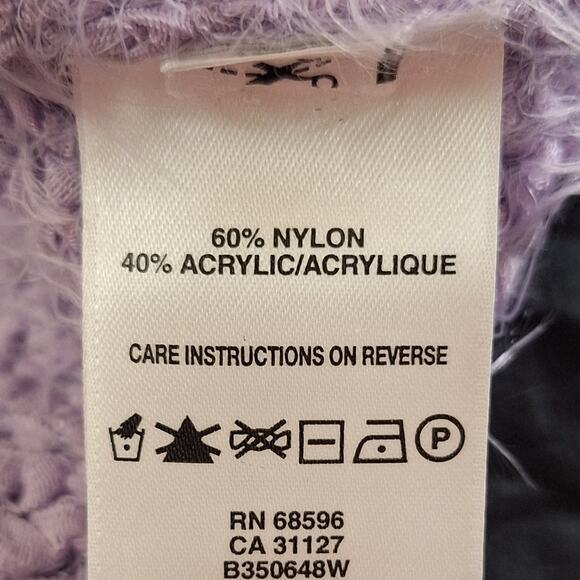 60% NYLON
40% ACRYLIC/ACRYLIQUE
CARE INSTRUCTIONS ON REVERSE
P
RN 68596
CA 31127
B350648W